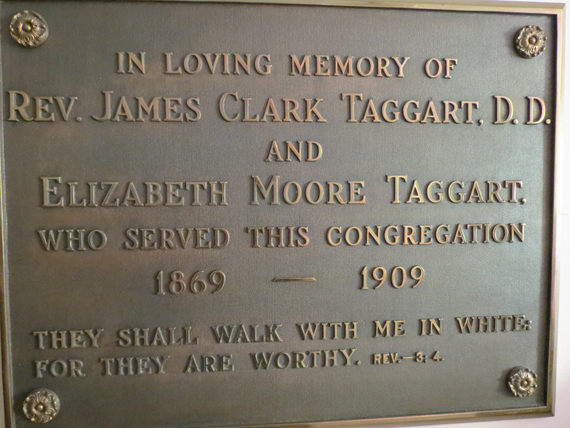 IN LOVING MEMORY OF
REV. JAMES CLARK TAGGART, D.D.
AND
ELIZABETH MOORE TAGGART.
WHO SERVED THIS CONGREGATION
1869 — 1909
THEY SHALL WALK WITH ME IN WHITE:
FOR THEY ARE WORTHY. REV.-3; 4.